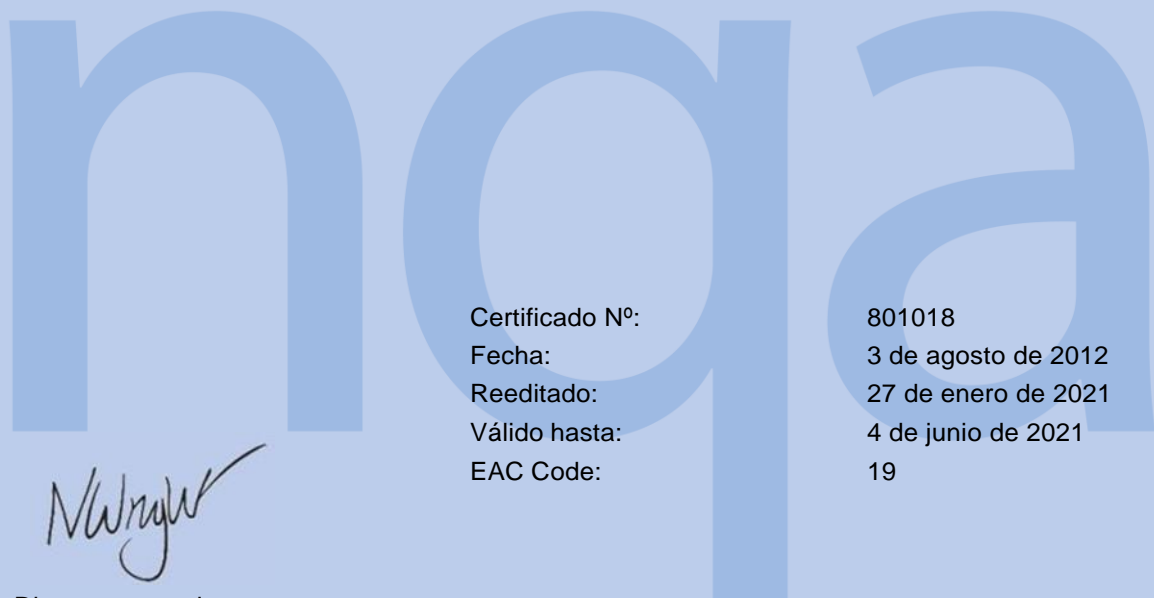 nqa
Certificado Nº: 801018
Fecha: 3 de agosto de 2012
Reeditado: 27 de enero de 2021
Válido hasta: 4 de junio de 2021
EAC Code: 19